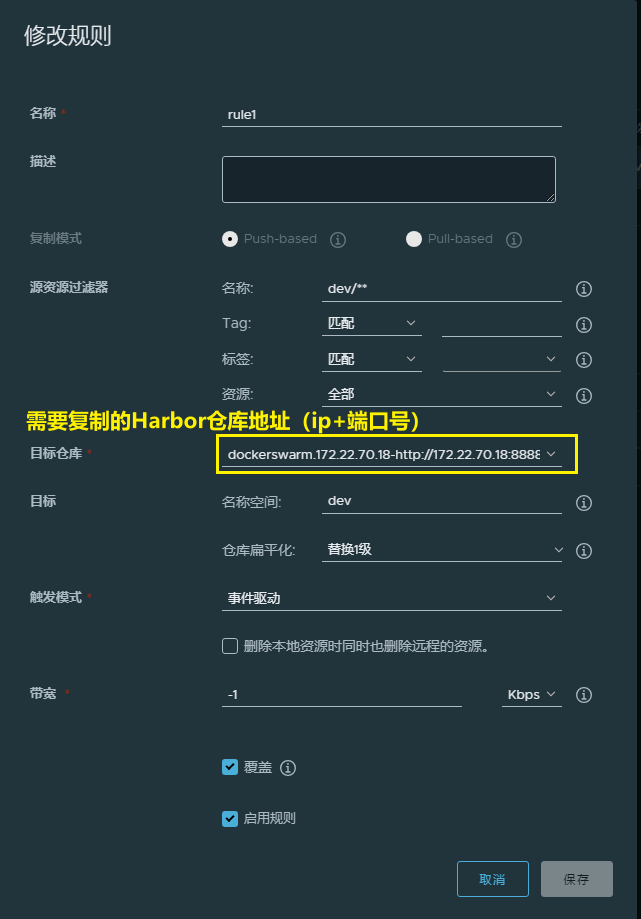 修改规则
名称 *
rule1
描述
复制模式
Push-based
Pull-based
源资源过滤器
名称:
dev/**
Tag:
匹配
标签:
匹配
资源:
全部
需要复制的Harbor仓库地址（ip+端口号）
目标仓库 *
dockerswarm.172.22.70.18-http://172.22.70.18:8888
目标
名称空间:
dev
仓库扁平化:
替换1级
触发模式 *
事件驱动
删除本地资源时同时也删除远程的资源。
带宽 *
-1
Kbps
覆盖
启用规则
取消
保存